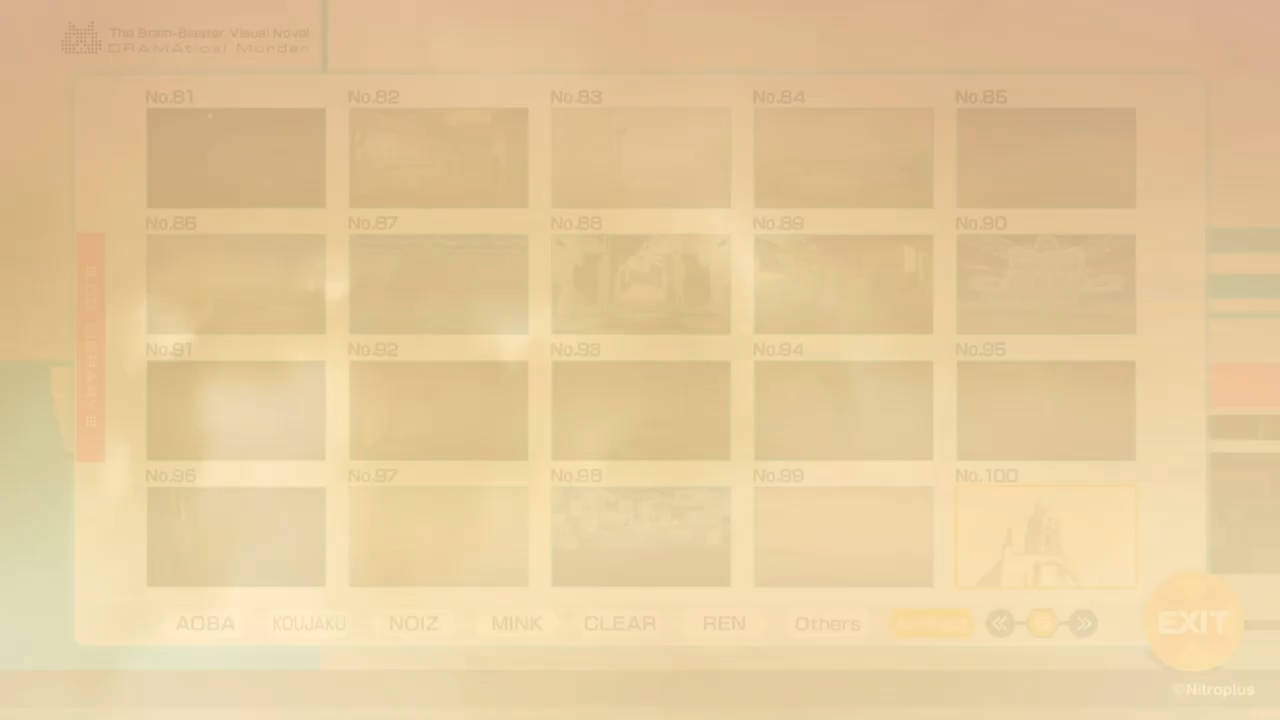 The Brain-Blaster Visual Novel
DRAMAtical Murder
No.81 No.82 No.83 No.84 No.85
No.86 No.87 No.88 No.89 No.90
No.91 No.92 No.93 No.94 No.95
No.96 No.97 No.98 No.99 No.100
AOBA KOUJAKU NOIZ MINK CLEAR REN Others
EXIT
©Nitroplus